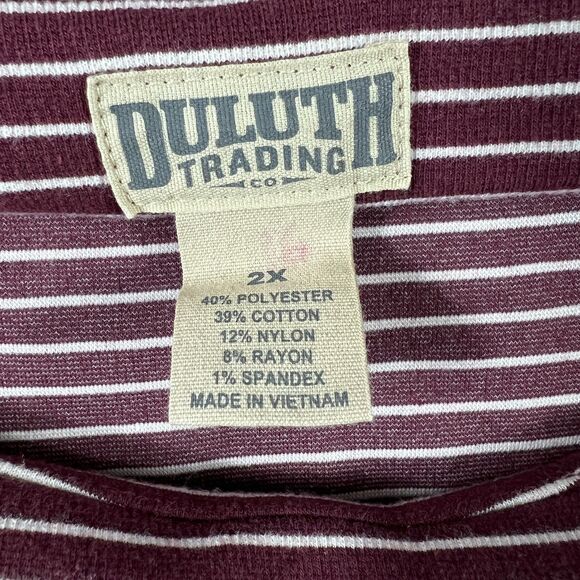 DULUTH
TRADING
CO
2X
40% POLYESTER
39% COTTON
12% NYLON
8% RAYON
1% SPANDEX
MADE IN VIETNAM